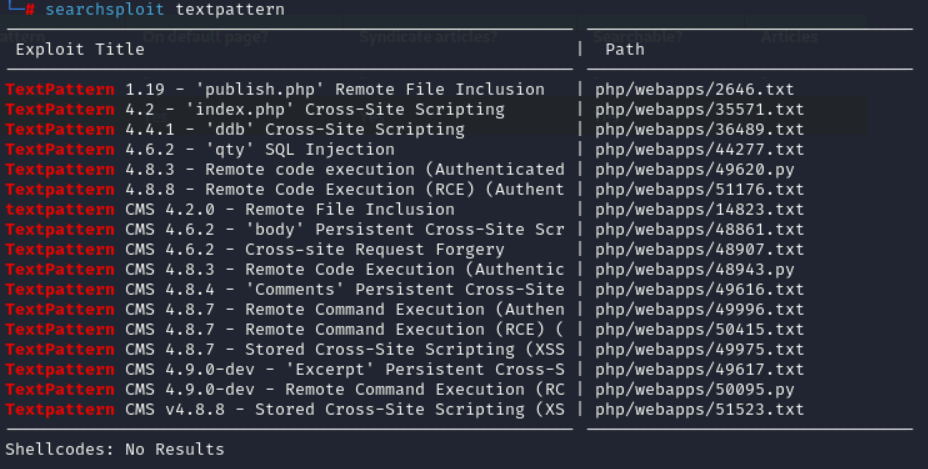 └─# searchsploit textpattern
On default page? Syndicate articles? Searchable? Articles
Exploit Title | Path
TextPattern 1.19 - 'publish.php' Remote File Inclusion | php/webapps/2646.txt
TextPattern 4.2 - 'index.php' Cross-Site Scripting | php/webapps/35571.txt
TextPattern 4.4.1 - 'ddb' Cross-Site Scripting | php/webapps/36489.txt
TextPattern 4.6.2 - 'qty' SQL Injection | php/webapps/44277.txt
TextPattern 4.8.3 - Remote code execution (Authenticated | php/webapps/49620.py
TextPattern 4.8.8 - Remote Code Execution (RCE) (Authent | php/webapps/51176.txt
textpattern CMS 4.2.0 - Remote File Inclusion | php/webapps/14823.txt
TextPattern CMS 4.6.2 - 'body' Persistent Cross-Site Scr | php/webapps/48861.txt
TextPattern CMS 4.6.2 - Cross-site Request Forgery | php/webapps/48907.txt
TextPattern CMS 4.8.3 - Remote Code Execution (Authentic | php/webapps/48943.py
TextPattern CMS 4.8.4 - 'Comments' Persistent Cross-Site | php/webapps/49616.txt
TextPattern CMS 4.8.7 - Remote Command Execution (Authen | php/webapps/49996.txt
TextPattern CMS 4.8.7 - Remote Command Execution (RCE) ( | php/webapps/50415.txt
TextPattern CMS 4.8.7 - Stored Cross-Site Scripting (XSS | php/webapps/49975.txt
TextPattern CMS 4.9.0-dev - 'Excerpt' Persistent Cross-S | php/webapps/49617.txt
TextPattern CMS 4.9.0-dev - Remote Command Execution (RC | php/webapps/50095.py
Textpattern CMS v4.8.8 - Stored Cross-Site Scripting (XS | php/webapps/51523.txt
Shellcodes: No Results